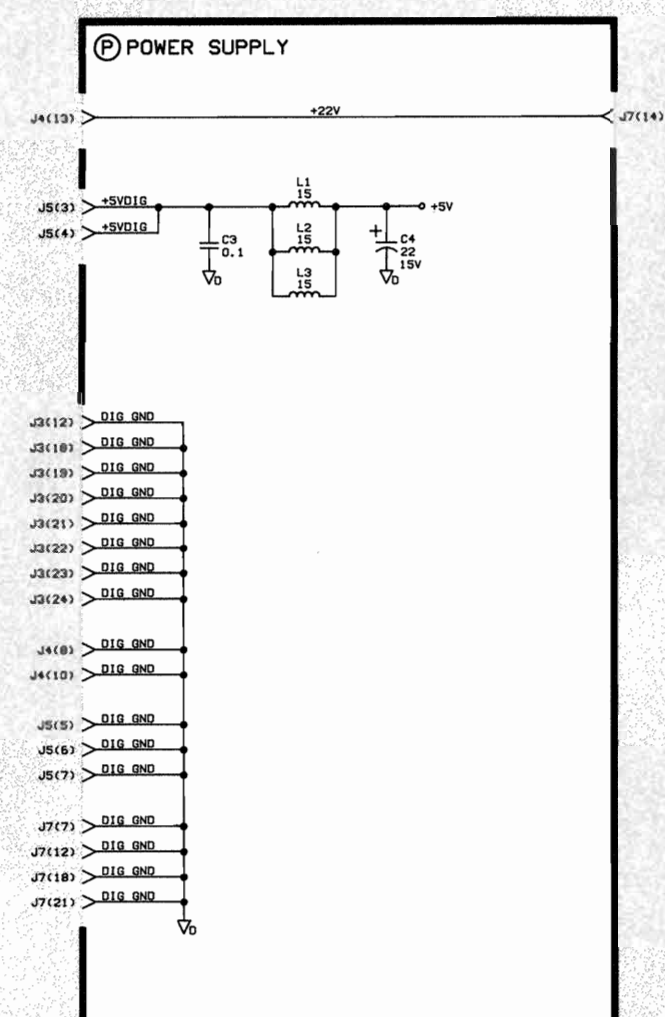 P POWER SUPPLY
J4(13) +22V J7(14)
L1
15
J5(3) +5VDIG +5V
J5(4) +5VDIG
C3
0.1
D
L2
15
L3
15
+ C4
22
15V
D
J3(12) DIG GND
J3(18) DIG GND
J3(19) DIG GND
J3(20) DIG GND
J3(21) DIG GND
J3(22) DIG GND
J3(23) DIG GND
J3(24) DIG GND
J4(8) DIG GND
J4(10) DIG GND
J5(5) DIG GND
J5(6) DIG GND
J5(7) DIG GND
J7(7) DIG GND
J7(12) DIG GND
J7(18) DIG GND
J7(21) DIG GND
D